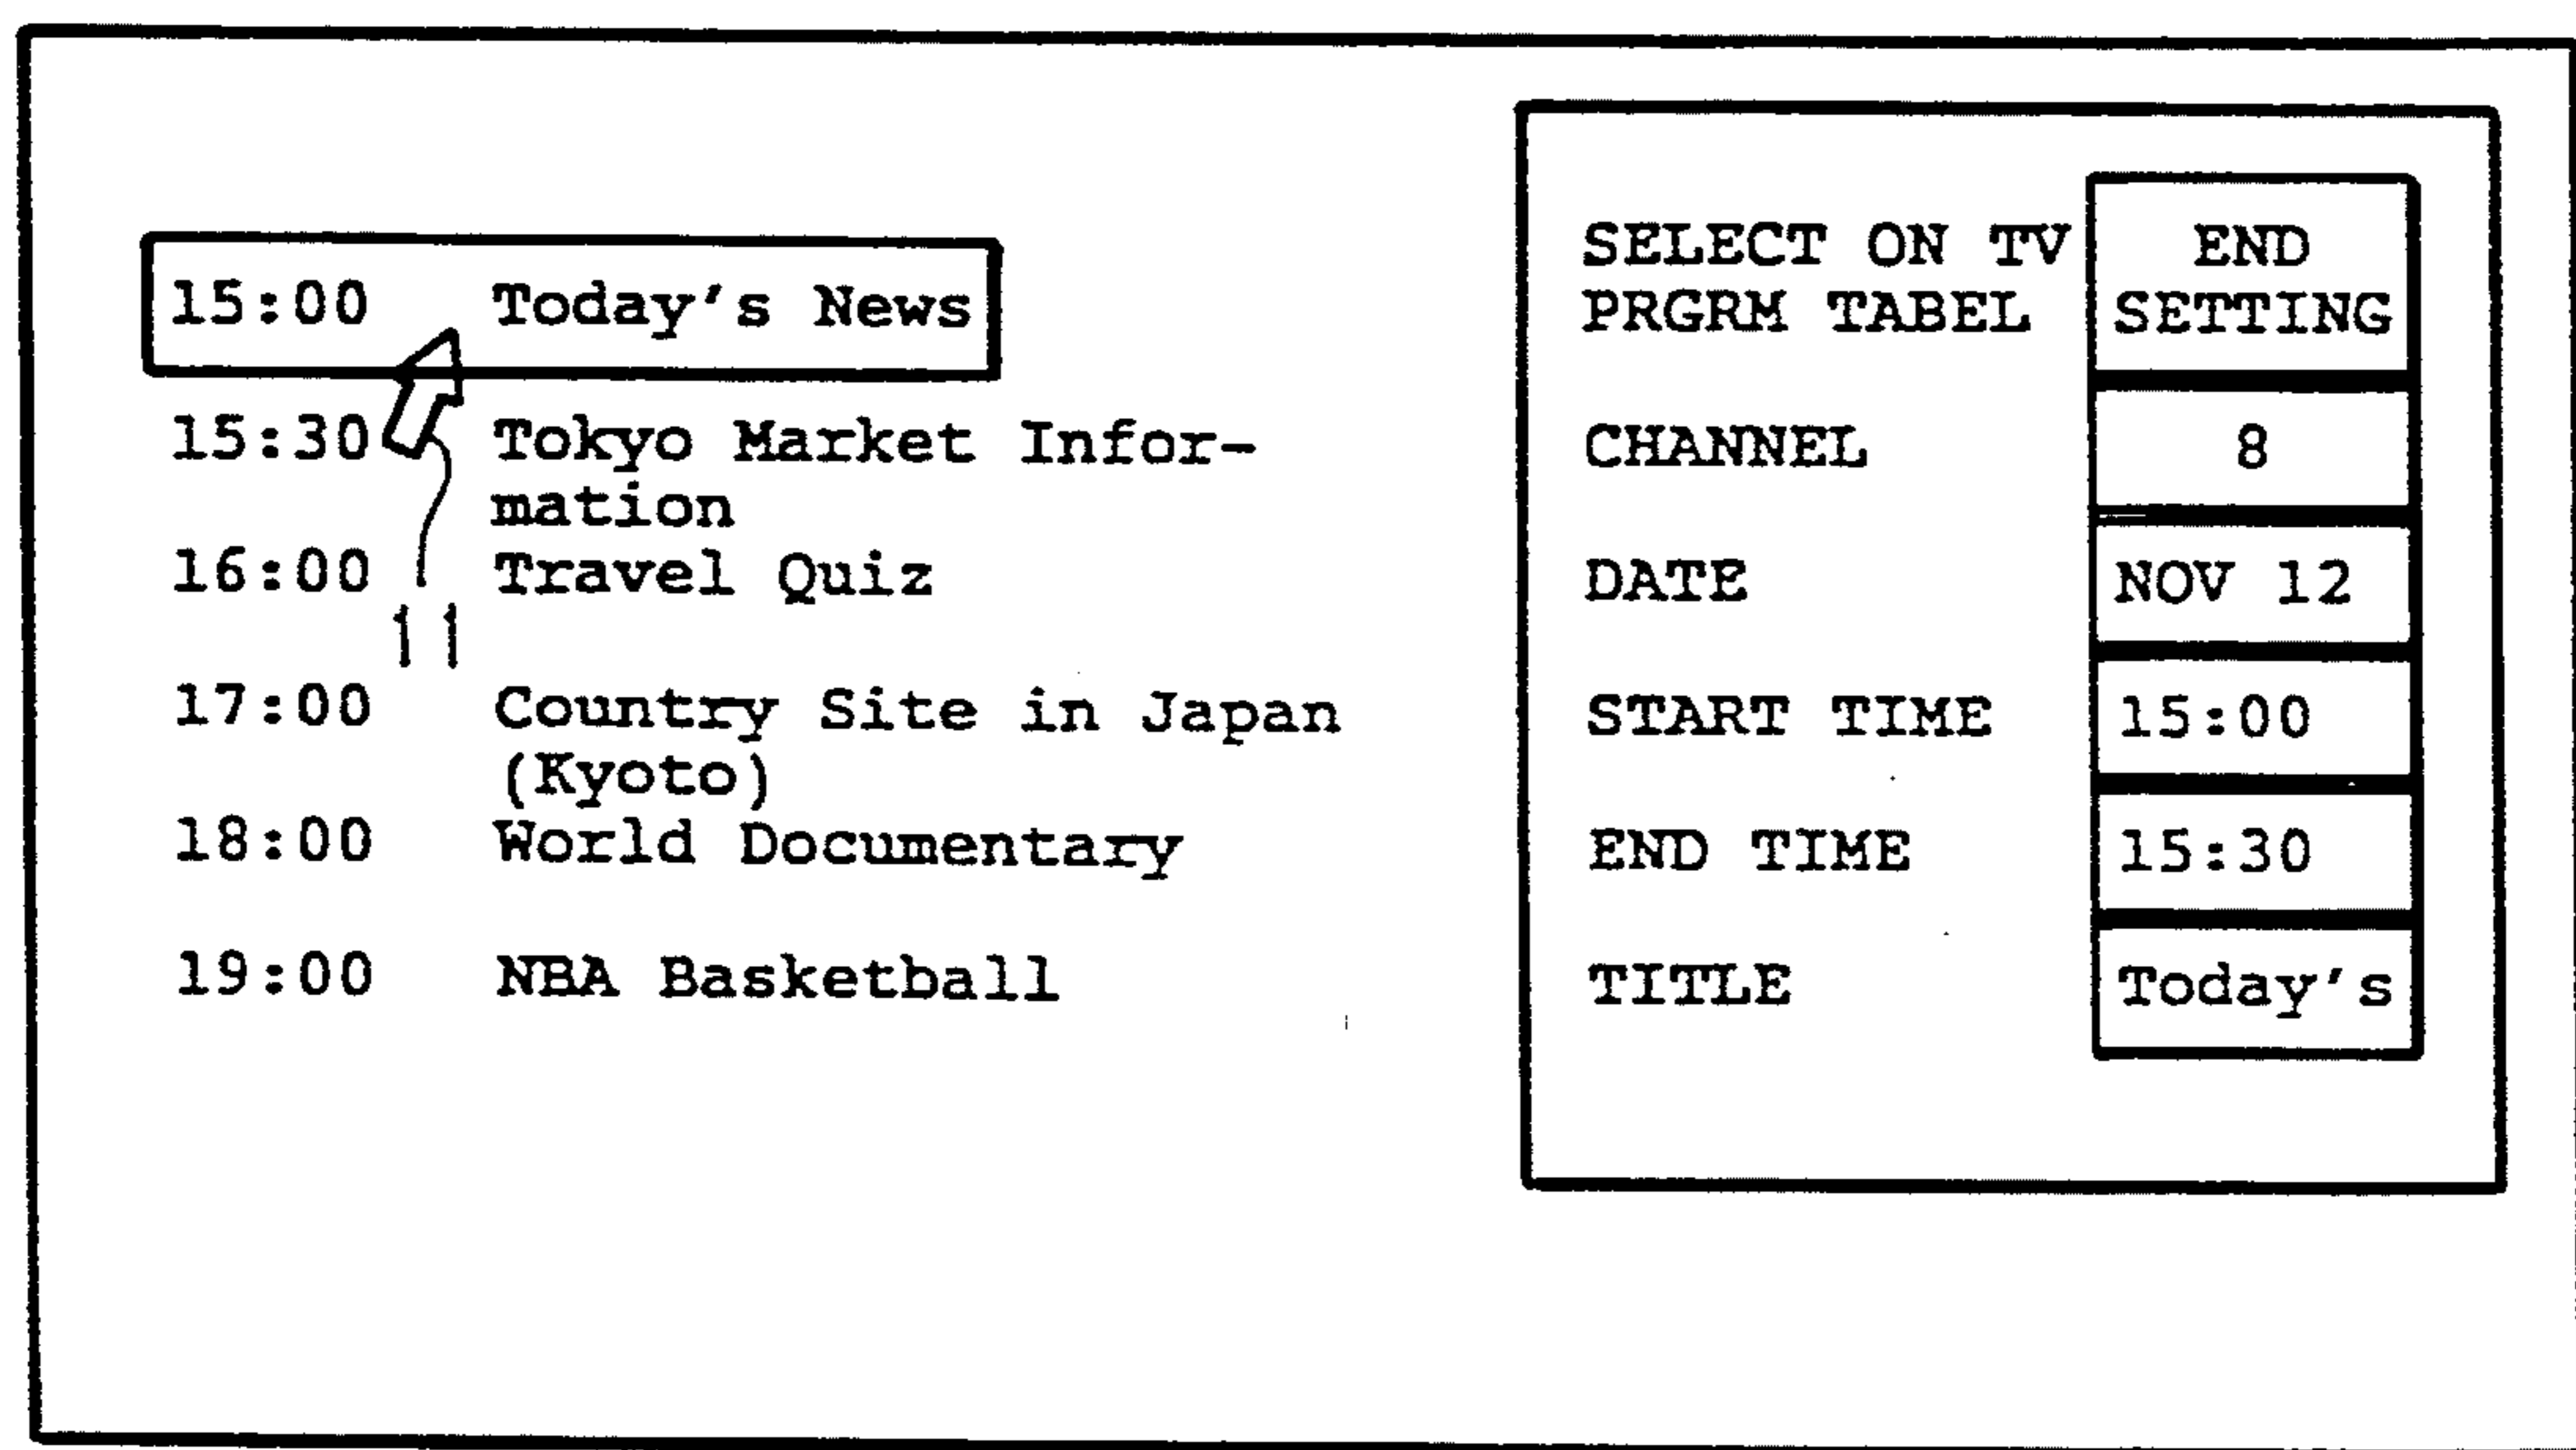 15:00 Today's News
15:30 Tokyo Market Infor-
mation
16:00 Travel Quiz
11
17:00 Country Site in Japan
(Kyoto)
18:00 World Documentary
19:00 NBA Basketball
SELECT ON TV
PRGRM TABEL
END
SETTING
CHANNEL 8
DATE NOV 12
START TIME 15:00
END TIME 15:30
TITLE Today's